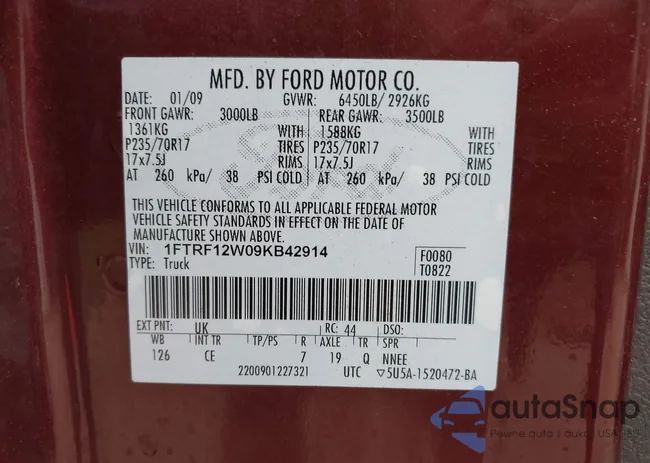 MFD. BY FORD MOTOR CO.
DATE: 01/09 GVWR: 6450LB/ 2926KG
FRONT GAWR: 3000LB REAR GAWR: 3500LB
1361KG WITH 1588KG WITH
P235/70R17 TIRES P235/70R17 TIRES
17x7.5J RIMS 17x7.5J RIMS
AT 260 kPa/ 38 PSI COLD AT 260 kPa/ 38 PSI COLD
THIS VEHICLE CONFORMS TO ALL APPLICABLE FEDERAL MOTOR
VEHICLE SAFETY STANDARDS IN EFFECT ON THE DATE OF
MANUFACTURE SHOWN ABOVE.
VIN: 1FTRF12W09KB42914 F0080
TYPE: Truck T0822
EXT PNT: UK RC: 44 DSO:
WB INT TR TP/PS R AXLE TR SPR
126 CE 7 19 Q NNEE
2200901227321 UTC ▽5U5A-1520472-BA
Ford
autaSnap
Pewne auta z aukcji USA